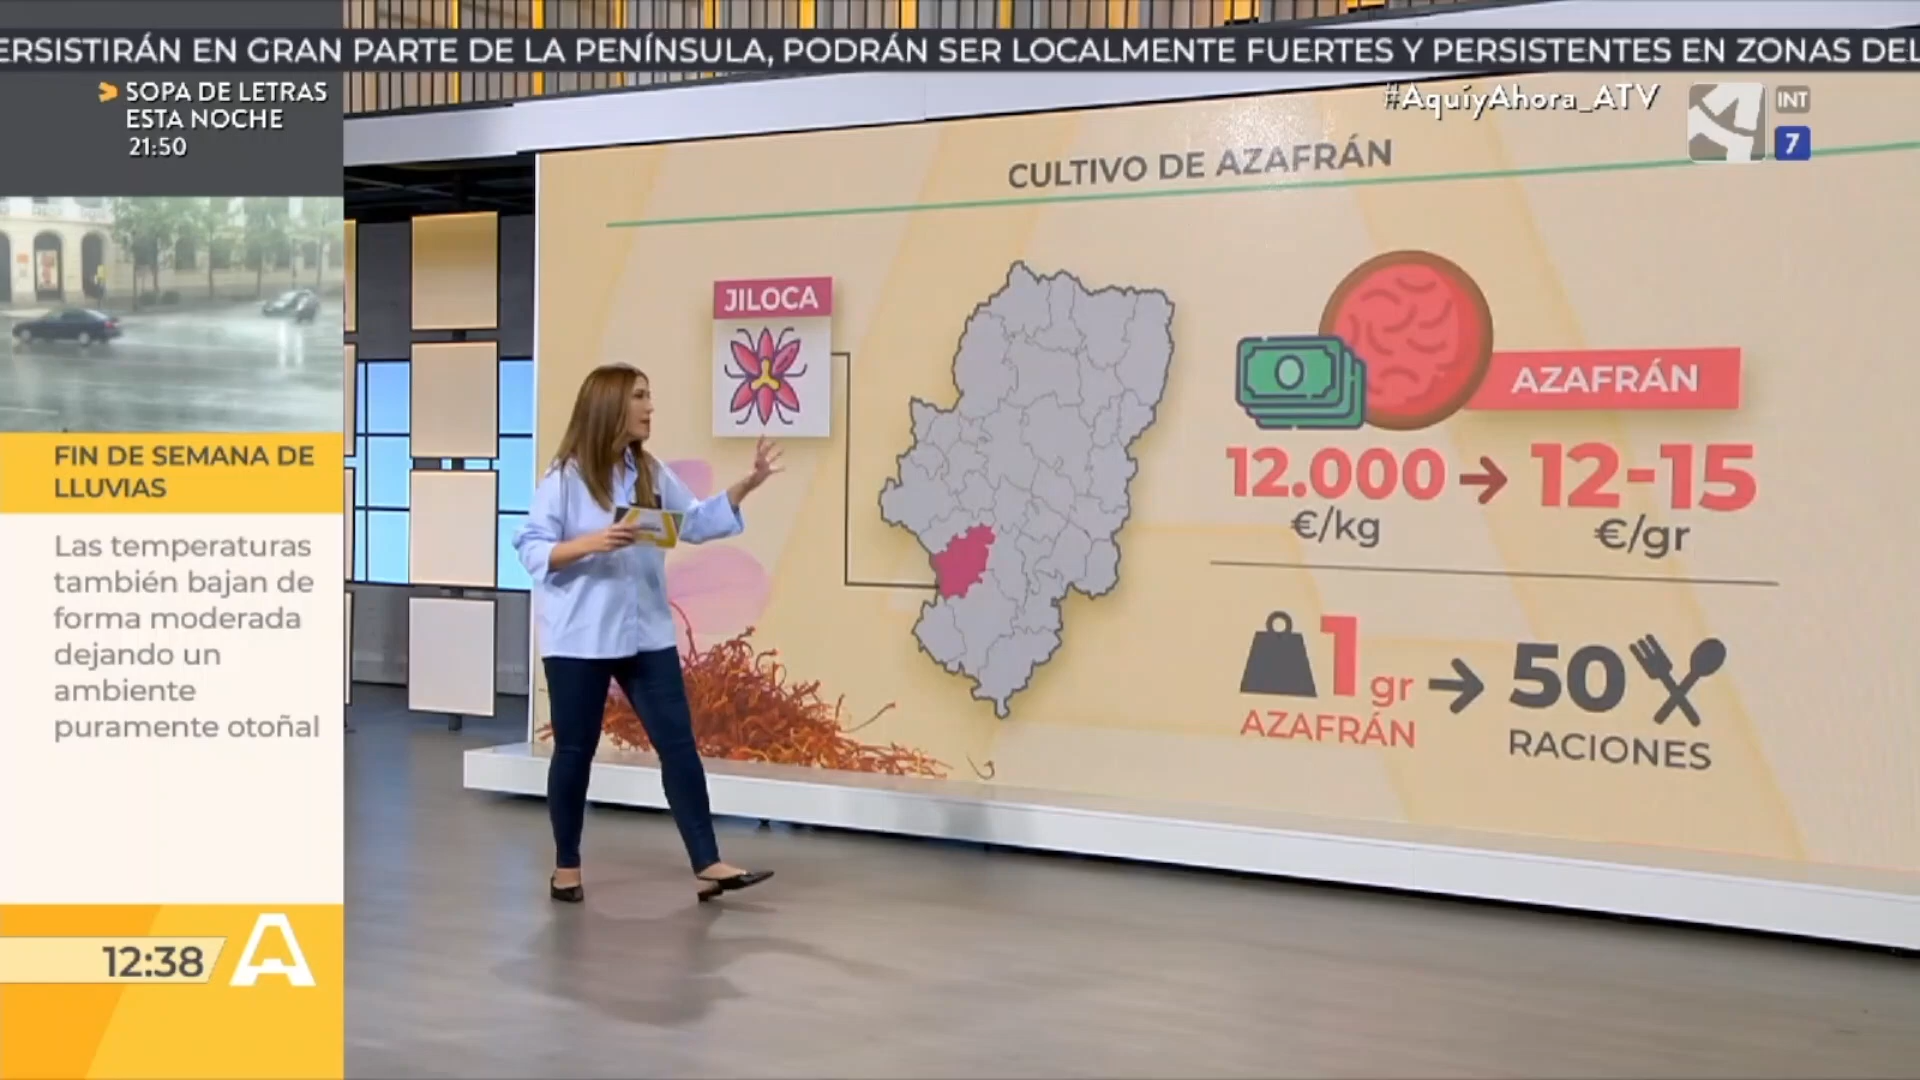 ERSISTIRÁN EN GRAN PARTE DE LA PENÍNSULA, PODRÁN SER LOCALMENTE FUERTES Y PERSISTENTES EN ZONAS DEL
SOPA DE LETRAS
ESTA NOCHE
21:50
#AquíyAhora_ATV
INT
7
FIN DE SEMANA DE
LLUVIAS
Las temperaturas
también bajan de
forma moderada
dejando un
ambiente
puramente otoñal
12:38
A
CULTIVO DE AZAFRÁN
JILOCA
AZAFRÁN
12.000 → 12-15
€/kg €/gr
1 gr → 50
AZAFRÁN RACIONES